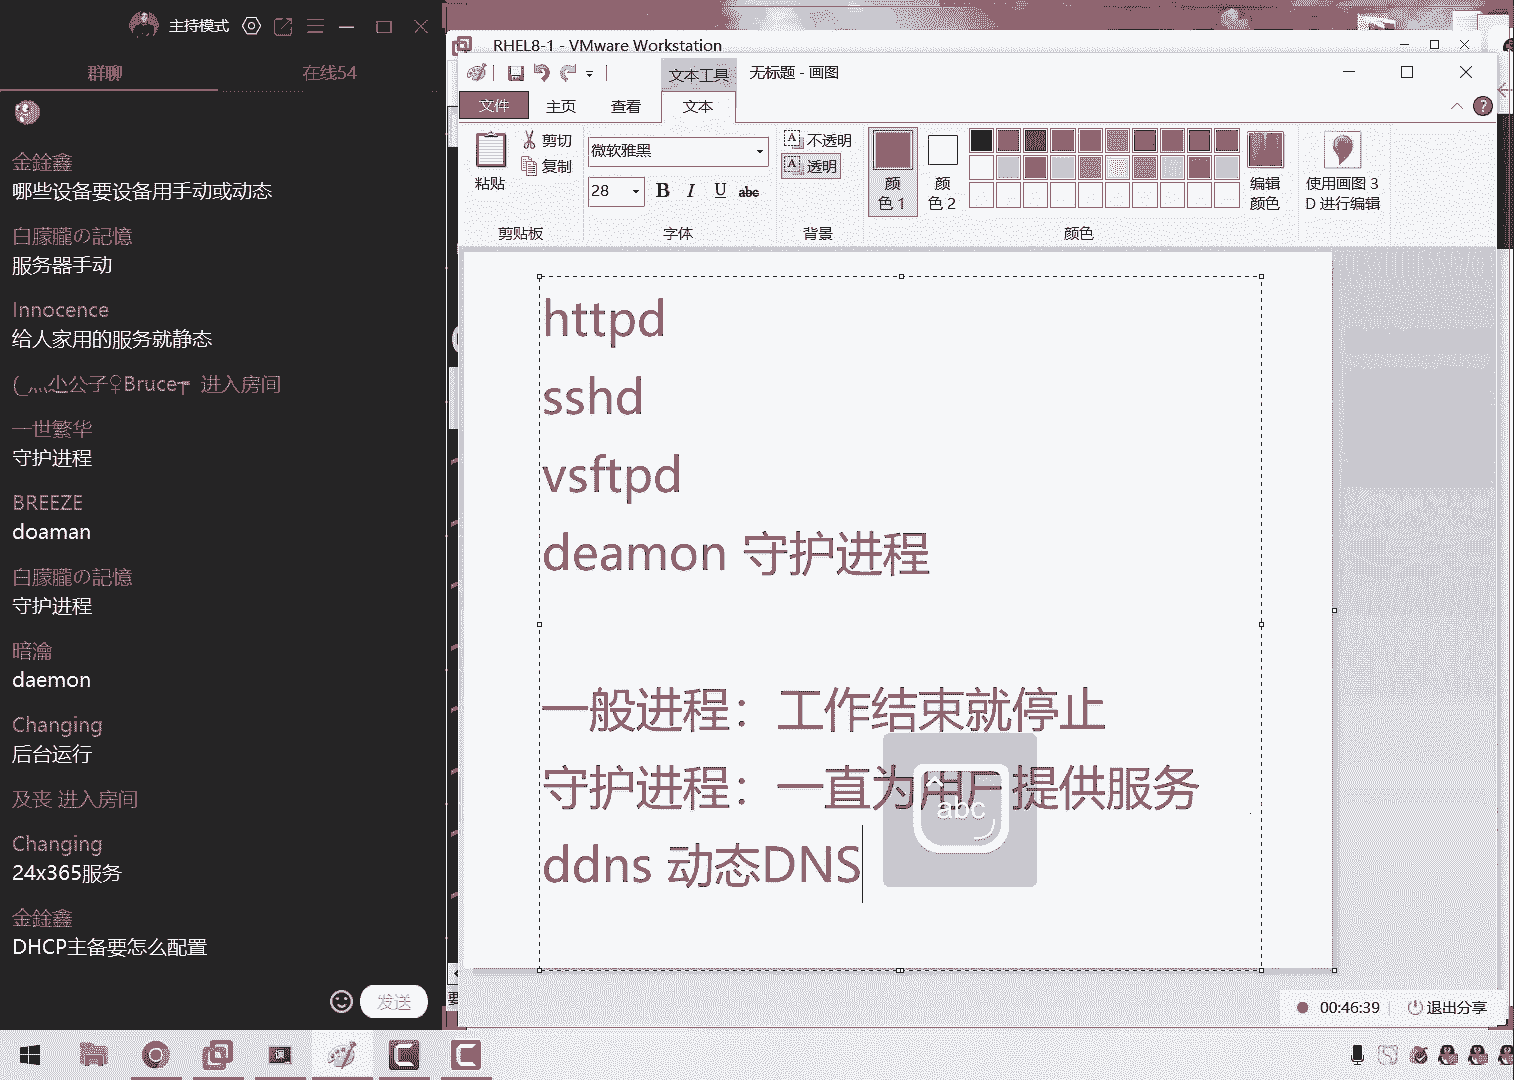 主持模式
群聊
在线54
金銓鑫
哪些设备要设备用手动或动态
白朦朧の記憶
服务器手动
Innocence
给人家用的服务就静态
公子♀Bruce 进入房间
一世繁华
守护进程
BREEZE
doaman
白朦朧の記憶
守护进程
暗瀹
daemon
Changing
后台运行
及丧 进入房间
Changing
24x365服务
金銓鑫
DHCP主备要怎么配置
发送
RHEL8-1 - VMware Workstation
文本工具
无标题 - 画图
文件
主页
查看
文本
粘贴
剪切
复制
剪贴板
微软雅黑
28
B I U abc
字体
不透明
透明
背景
颜
色 1
颜
色 2
颜色
编辑
颜色
使用画图 3
D 进行编辑
httpd
sshd
vsftpd
deamon 守护进程
一般进程：工作结束就停止
守护进程：一直为用户提供服务
ddns 动态DNS
abc
要
00:46:39
退出分享
课